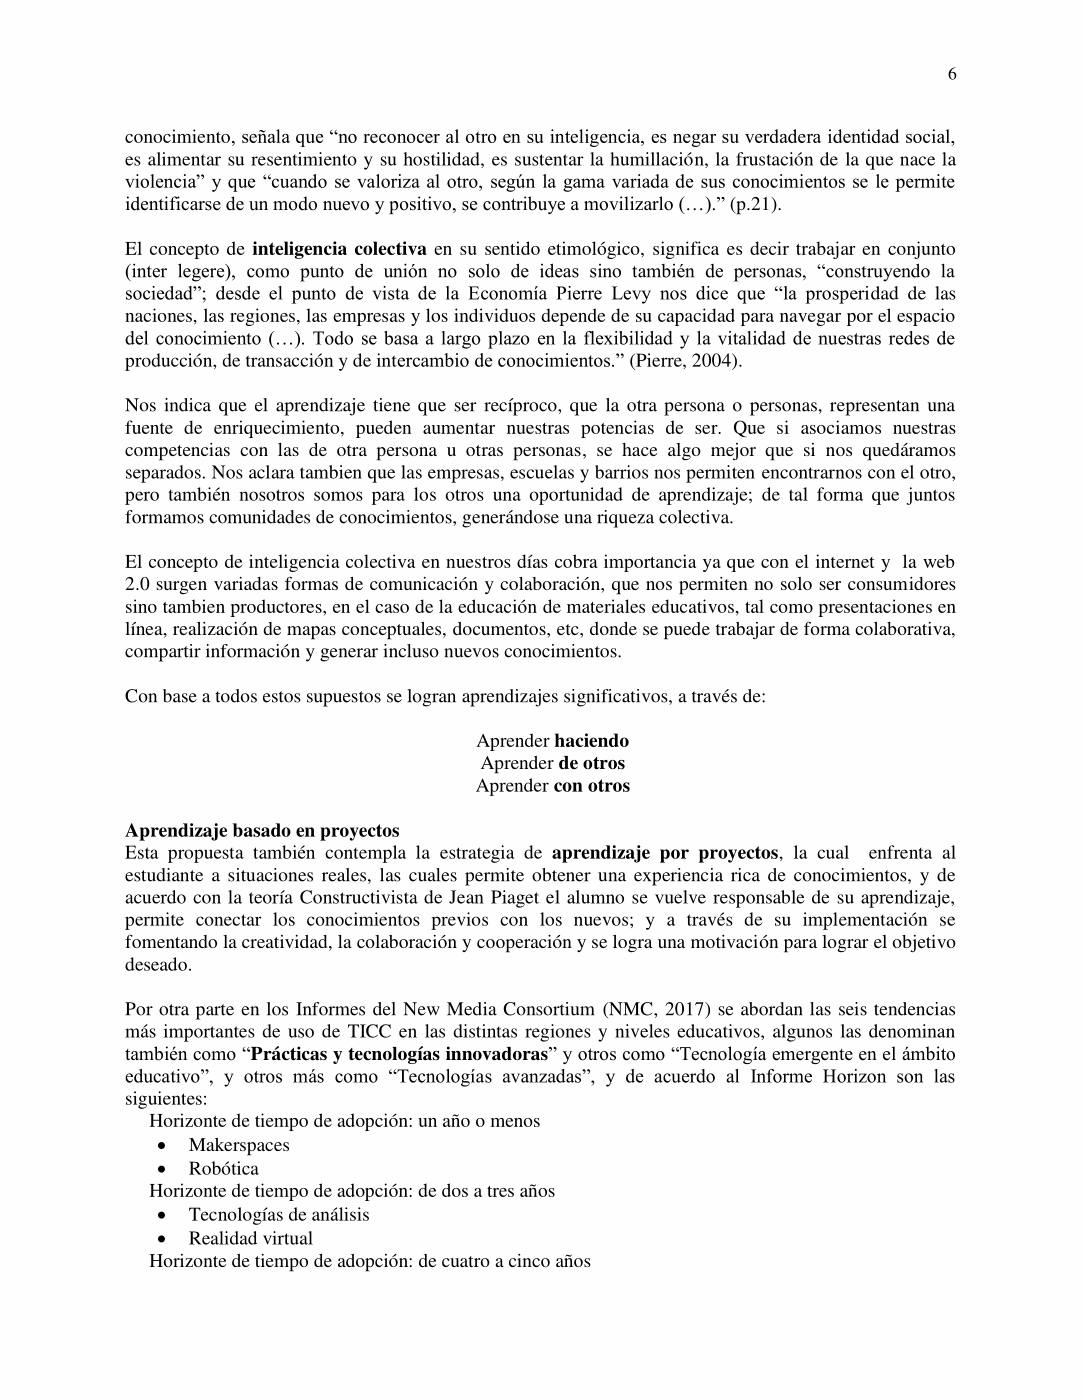 6
conocimiento, señala que “no reconocer al otro en su inteligencia, es negar su verdadera identidad social,
es alimentar su resentimiento y su hostilidad, es sustentar la humillación, la frustación de la que nace la
violencia” y que “cuando se valoriza al otro, según la gama variada de sus conocimientos se le permite
identificarse de un modo nuevo y positivo, se contribuye a movilizarlo (…).” (p.21).
El concepto de inteligencia colectiva en su sentido etimológico, significa es decir trabajar en conjunto
(inter legere), como punto de unión no solo de ideas sino también de personas, “construyendo la
sociedad”; desde el punto de vista de la Economía Pierre Levy nos dice que “la prosperidad de las
naciones, las regiones, las empresas y los individuos depende de su capacidad para navegar por el espacio
del conocimiento (…). Todo se basa a largo plazo en la flexibilidad y la vitalidad de nuestras redes de
producción, de transacción y de intercambio de conocimientos.” (Pierre, 2004).
Nos indica que el aprendizaje tiene que ser recíproco, que la otra persona o personas, representan una
fuente de enriquecimiento, pueden aumentar nuestras potencias de ser. Que si asociamos nuestras
competencias con las de otra persona u otras personas, se hace algo mejor que si nos quedáramos
separados. Nos aclara tambien que las empresas, escuelas y barrios nos permiten encontrarnos con el otro,
pero también nosotros somos para los otros una oportunidad de aprendizaje; de tal forma que juntos
formamos comunidades de conocimientos, generándose una riqueza colectiva.
El concepto de inteligencia colectiva en nuestros días cobra importancia ya que con el internet y  la web
2.0 surgen variadas formas de comunicación y colaboración, que nos permiten no solo ser consumidores
sino tambien productores, en el caso de la educación de materiales educativos, tal como presentaciones en
línea, realización de mapas conceptuales, documentos, etc, donde se puede trabajar de forma colaborativa,
compartir información y generar incluso nuevos conocimientos.
Con base a todos estos supuestos se logran aprendizajes significativos, a través de:
Aprender haciendo
Aprender de otros
Aprender con otros
Aprendizaje basado en proyectos
Esta propuesta también contempla la estrategia de aprendizaje por proyectos, la cual  enfrenta al
estudiante a situaciones reales, las cuales permite obtener una experiencia rica de conocimientos, y de
acuerdo con la teoría Constructivista de Jean Piaget el alumno se vuelve responsable de su aprendizaje,
permite conectar los conocimientos previos con los nuevos; y a través de su implementación se
fomentando la creatividad, la colaboración y cooperación y se logra una motivación para lograr el objetivo
deseado.
Por otra parte en los Informes del New Media Consortium (NMC, 2017) se abordan las seis tendencias
más importantes de uso de TICC en las distintas regiones y niveles educativos, algunos las denominan
también como “Prácticas y tecnologías innovadoras” y otros como “Tecnología emergente en el ámbito
educativo”, y otros más como “Tecnologías avanzadas”, y de acuerdo al Informe Horizon son las
siguientes:
Horizonte de tiempo de adopción: un año o menos
• Makerspaces
• Robótica
Horizonte de tiempo de adopción: de dos a tres años
• Tecnologías de análisis
• Realidad virtual
Horizonte de tiempo de adopción: de cuatro a cinco años